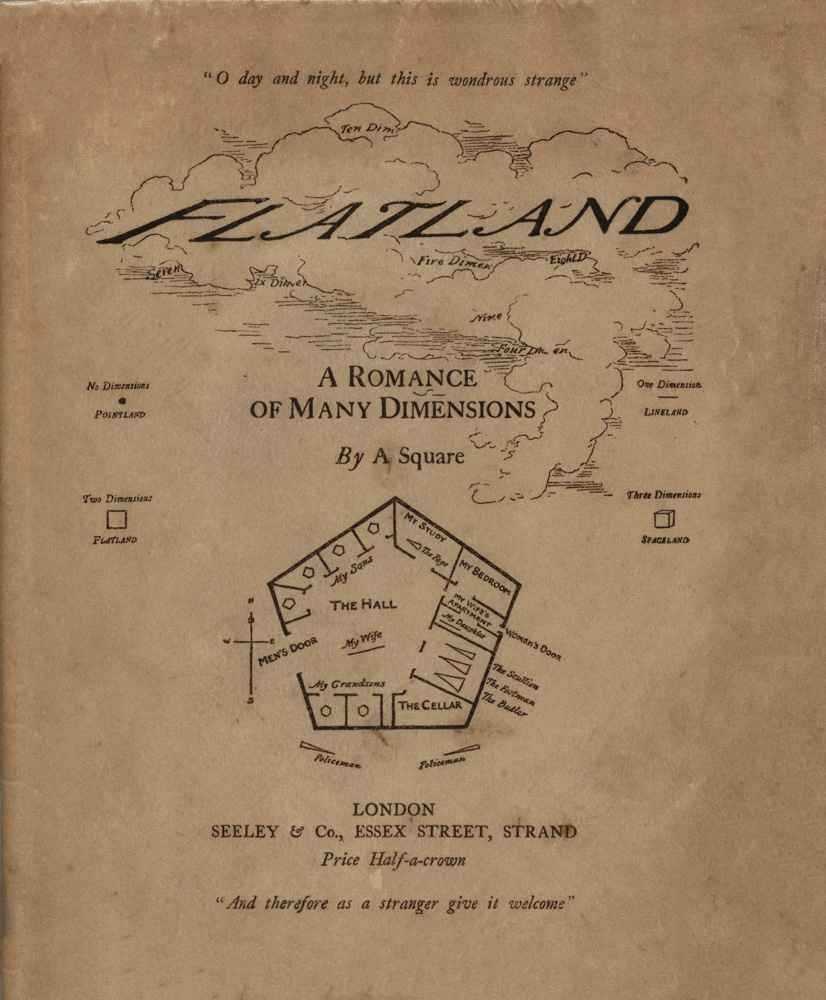 "O day and night, but this is wondrous strange"
Ten Dim
FLATLAND
Seven
ix Dimen
Five Dimen
Eight D
Nine
Four Dimen
No Dimensions
POINTLAND
A ROMANCE
OF MANY DIMENSIONS
One Dimension
LINELAND
By A Square
Two Dimensions
FLATLAND
Three Dimensions
SPACELAND
MY STUDY
The Page
MY BEDROOM
My Sons
THE HALL
MY WIFE'S
APARTMENT
My Daughter
N
W
E
S
MEN'S DOOR
My Wife
WOMEN'S DOOR
My Grandsons
THE CELLAR
The Scullion
The Footman
The Butler
Policeman
Policeman
LONDON
SEELEY & Co., ESSEX STREET, STRAND
Price Half-a-crown
"And therefore as a stranger give it welcome"